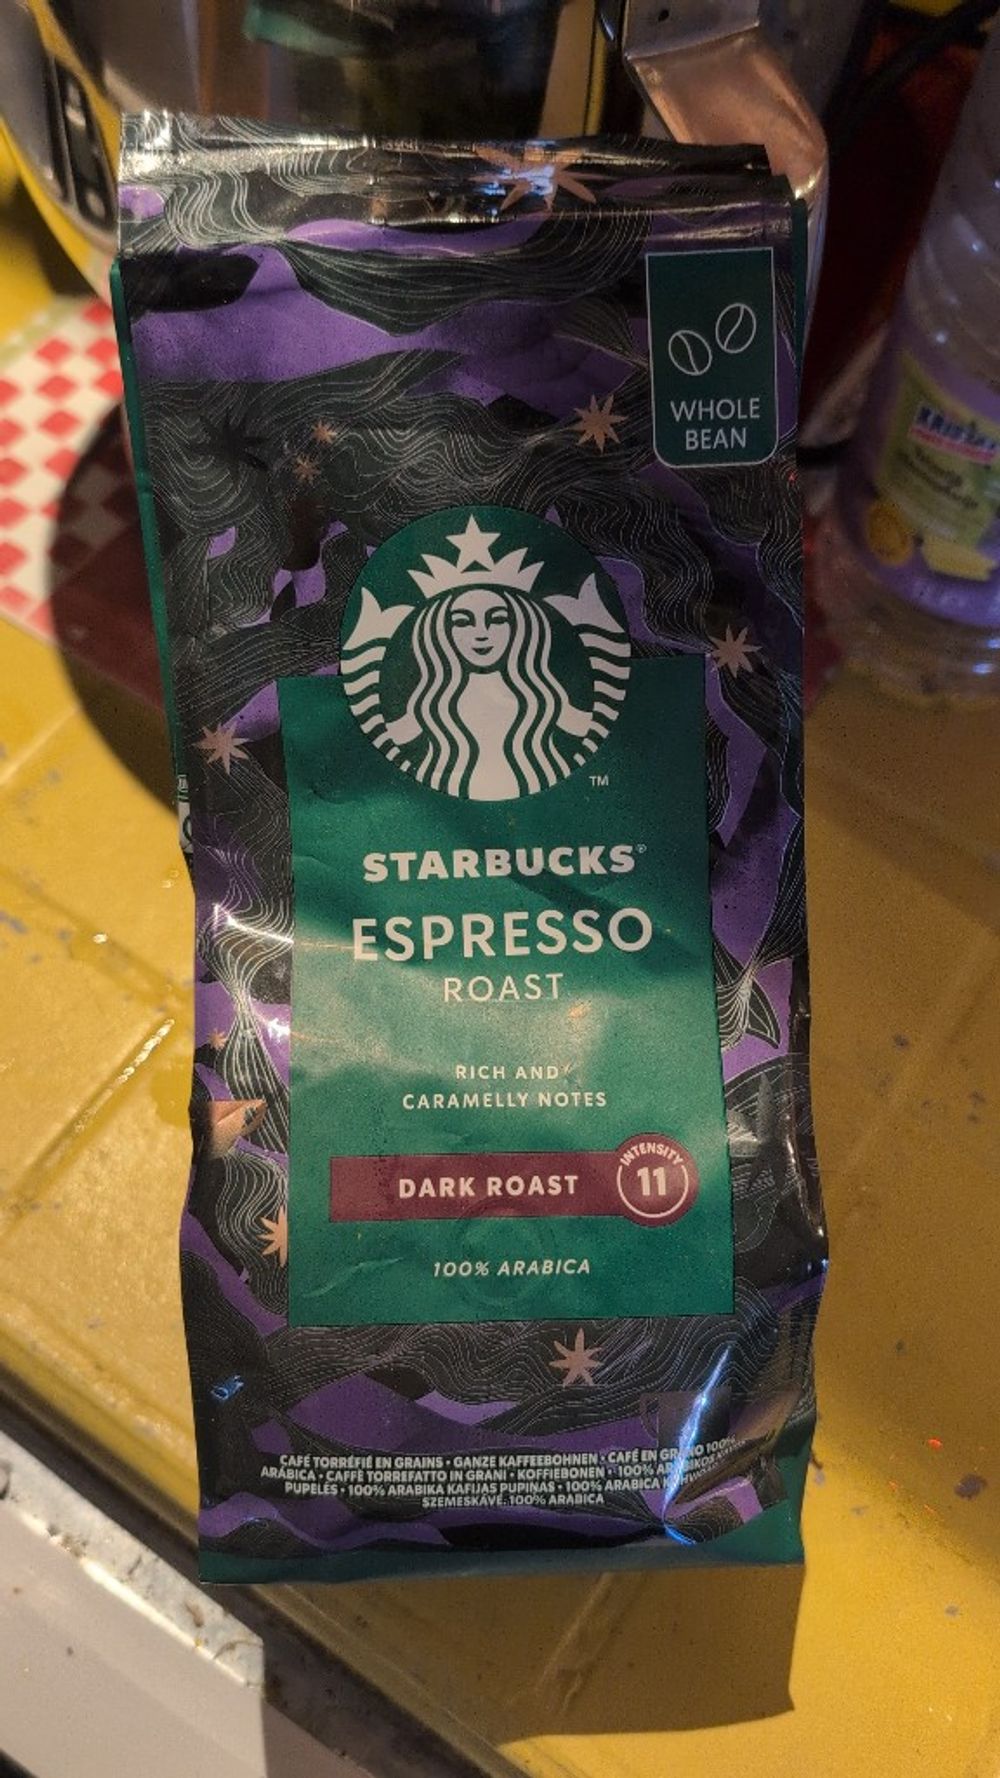 WHOLE
BEAN
TM
STARBUCKS®
ESPRESSO
ROAST
RICH AND
CARAMELLY NOTES
DARK ROAST
INTENSITY
11
100% ARABICA
CAFÉ TORRÉFIÉ EN GRAINS • GANZE KAFFEEBOHNEN • CAFÉ EN 100%
ARÁBICA • CAFFÈ TORREFATTO IN GRANI • KOFFIEBONEN • 100%
PUPELĖS • 100% ARABIKA KAFIJAS PUPIŅAS • 100% ARABICA
SZEMESKÁVÉ. 100% ARABICA